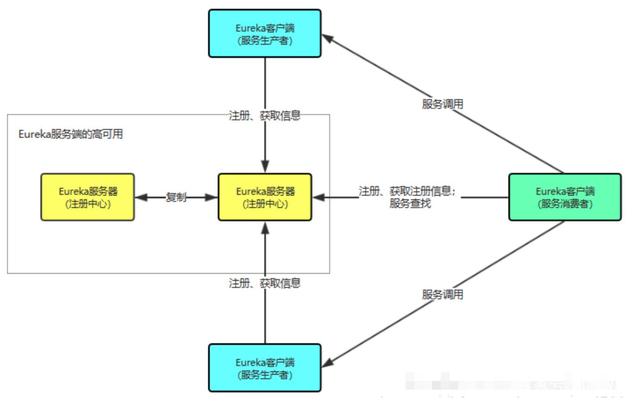 Eureka客户端
(服务生产者)
服务调用
注册、获取信息
Eureka服务端的高可用
Eureka服务器
(注册中心)
复制
Eureka服务器
(注册中心)
注册、获取注册信息；
服务查找
Eureka客户端
(服务消费者)
注册、获取信息
服务调用
Eureka客户端
(服务生产者)